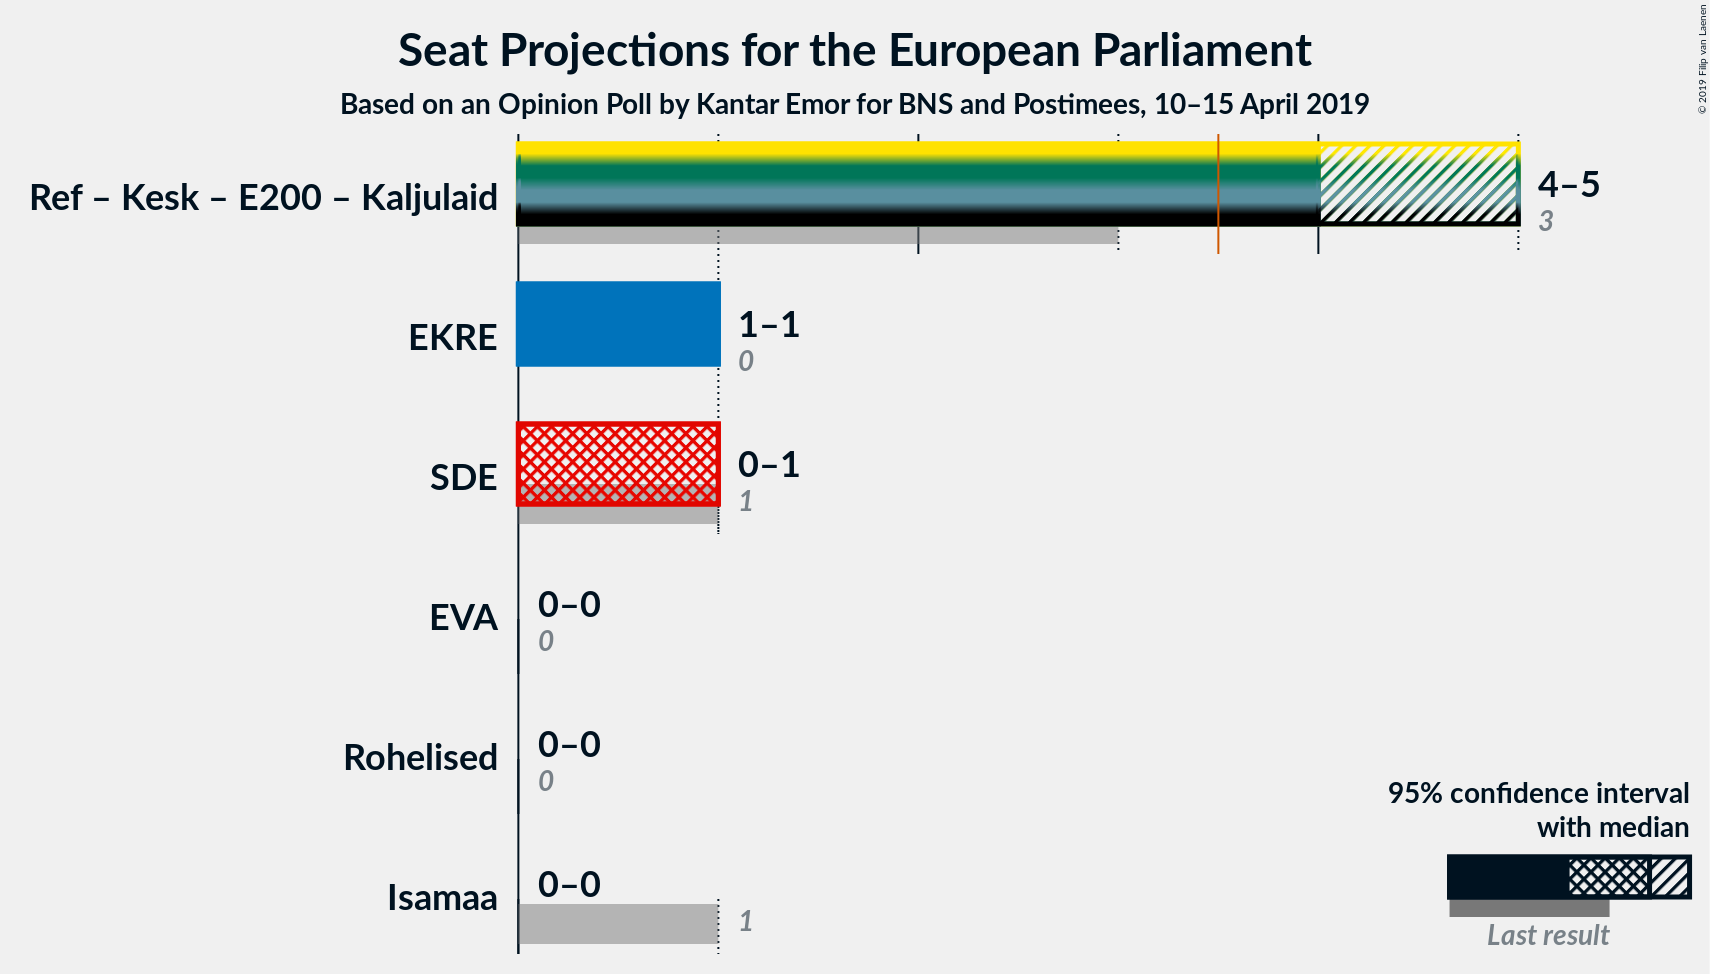 Seat Projections for the European Parliament
Based on an Opinion Poll by Kantar Emor for BNS and Postimees, 10–15 April 2019
© 2019 Filip van Laenen
Ref – Kesk – E200 – Kaljulaid
4–5
3
EKRE
1–1
0
SDE
0–1
1
EVA
0–0
0
Rohelised
0–0
0
Isamaa
0–0
1
95% confidence interval
with median
Last result